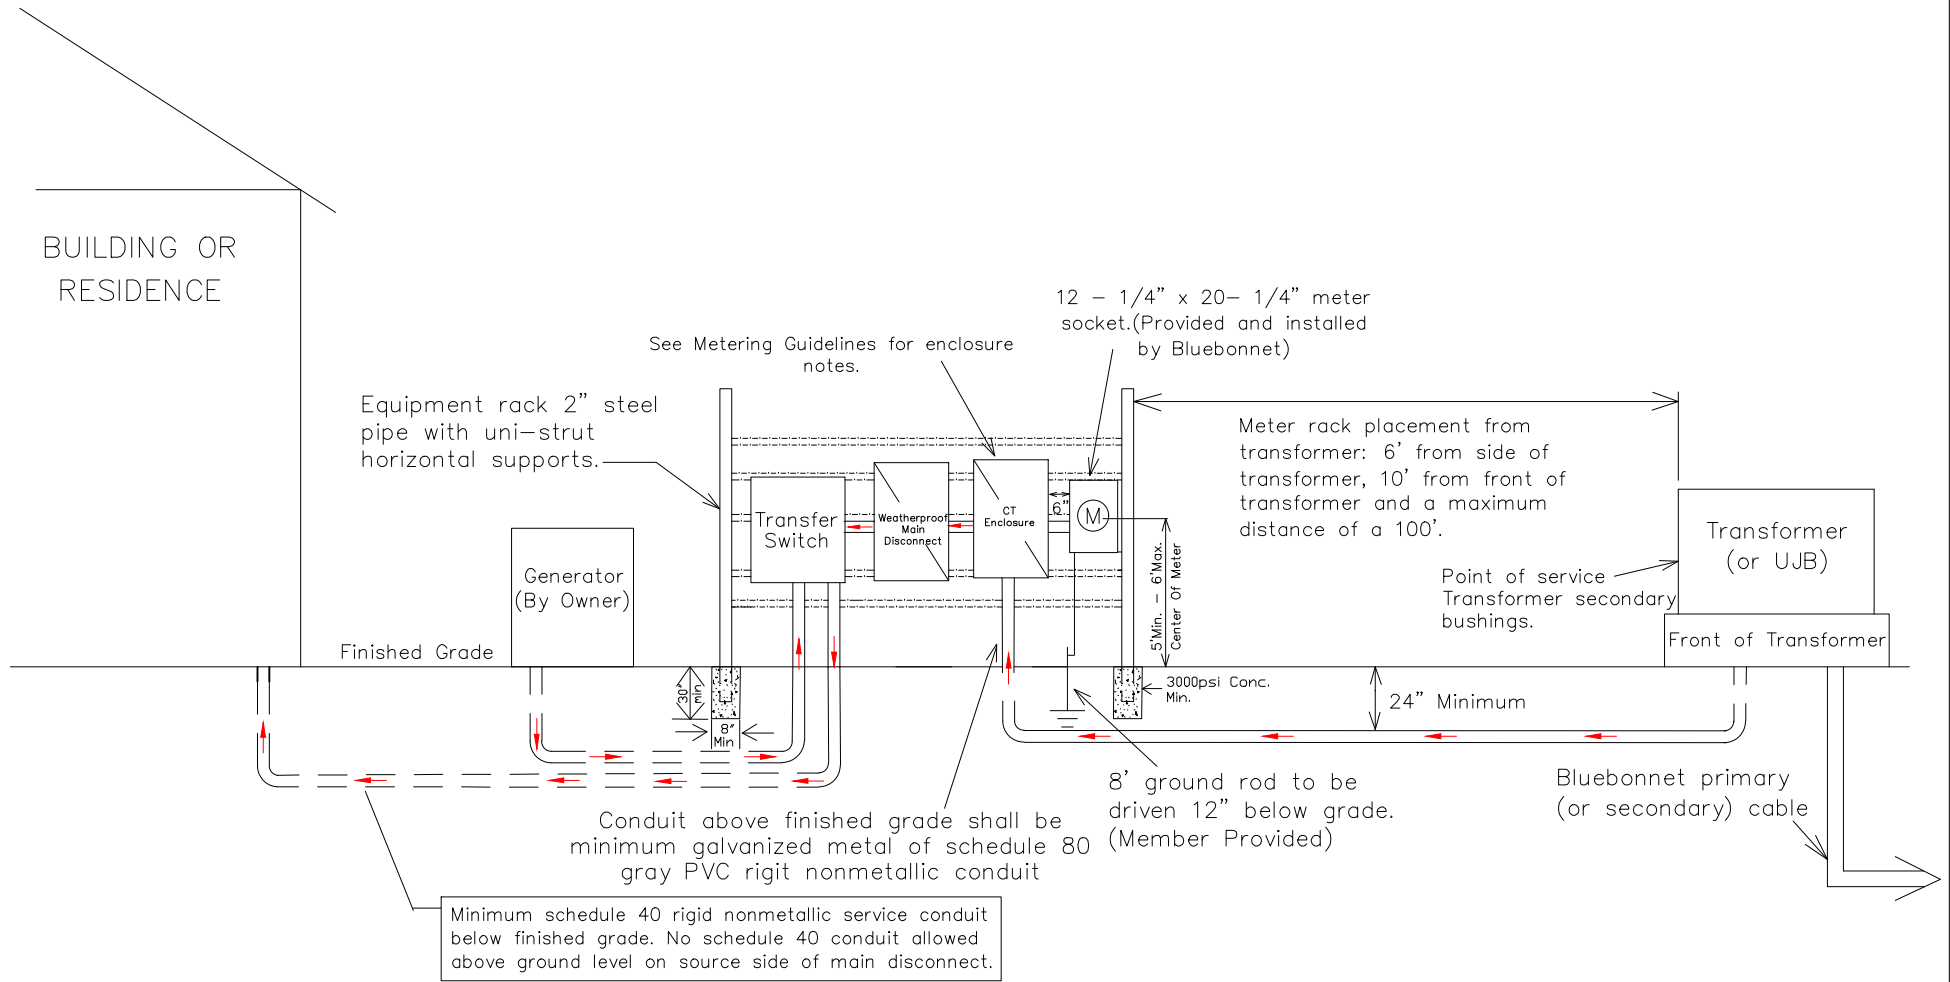 BUILDING OR
RESIDENCE
12 - 1/4" x 20- 1/4" meter
socket.(Provided and installed
by Bluebonnet)
See Metering Guidelines for enclosure
notes.
Equipment rack 2" steel
pipe with uni-strut
horizontal supports.
Meter rack placement from
transformer: 6' from side of
transformer, 10' from front of
transformer and a maximum
distance of a 100'.
Transfer
Switch
Weatherproof
Main
Disconnect
CT
Enclosure
6"
M
Transformer
(or UJB)
Generator
(By Owner)
5'Min. - 6'Max.
Center Of Meter
Point of service
Transformer secondary
bushings.
Front of Transformer
Finished Grade
30"
min
8"
Min
3000psi Conc.
Min.
24" Minimum
8' ground rod to be
driven 12" below grade.
(Member Provided)
Bluebonnet primary
(or secondary) cable
Conduit above finished grade shall be
minimum galvanized metal of schedule 80
gray PVC rigit nonmetallic conduit
Minimum schedule 40 rigid nonmetallic service conduit
below finished grade. No schedule 40 conduit allowed
above ground level on source side of main disconnect.